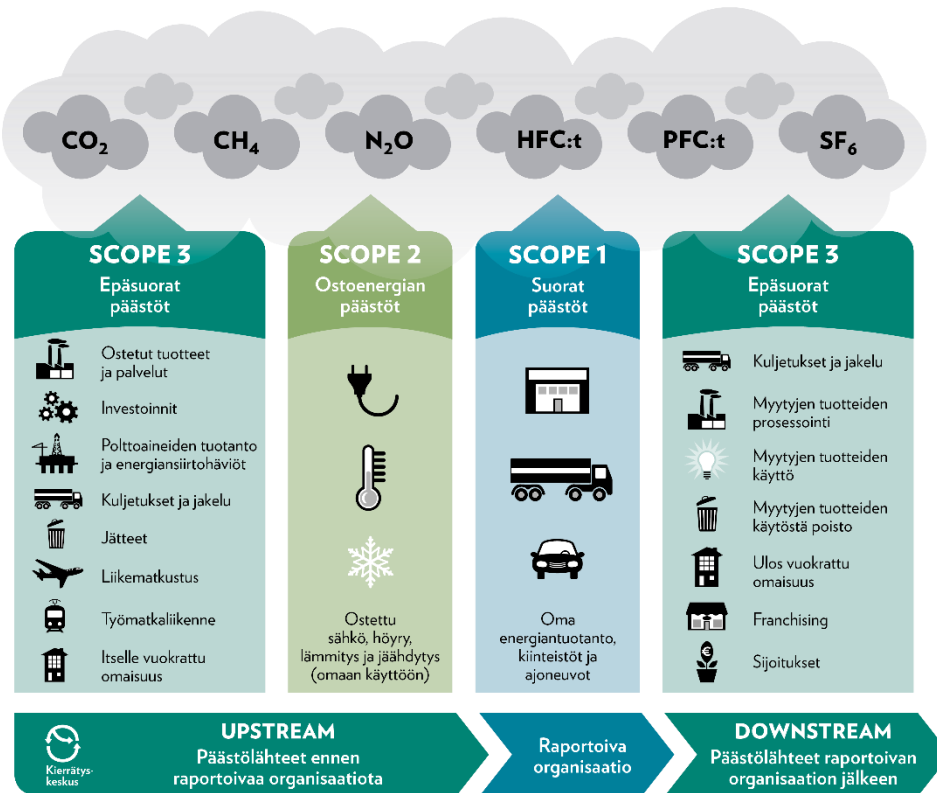 CO₂
CH₄
N₂O
HFC:t
PFC:t
SF₆
SCOPE 3
Epäsuorat
päästöt
Ostetut tuotteet
ja palvelut
Investoinnit
Polttoaineiden tuotanto
ja energiansiirtohäviöt
Kuljetukset ja jakelu
Jätteet
Liikematkustus
Työmatkaliikenne
Itselle vuokrattu
omaisuus
SCOPE 2
Ostoenergian
päästöt
Ostettu
sähkö, höyry,
lämmitys ja jäähdytys
(omaan käyttöön)
SCOPE 1
Suorat
päästöt
Oma
energiantuotanto,
kiinteistöt ja
ajoneuvot
SCOPE 3
Epäsuorat
päästöt
Kuljetukset ja jakelu
Myytyjen tuotteiden
prosessointi
Myytyjen tuotteiden
käyttö
Myytyjen tuotteiden
käytöstä poisto
Ulos vuokrattu
omaisuus
Franchising
€
Sijoitukset
Kierrätys-
keskus
UPSTREAM
Päästölähteet ennen
raportoivaa organisaatiota
Raportoiva
organisaatio
DOWNSTREAM
Päästölähteet raportoivan
organisaation jälkeen